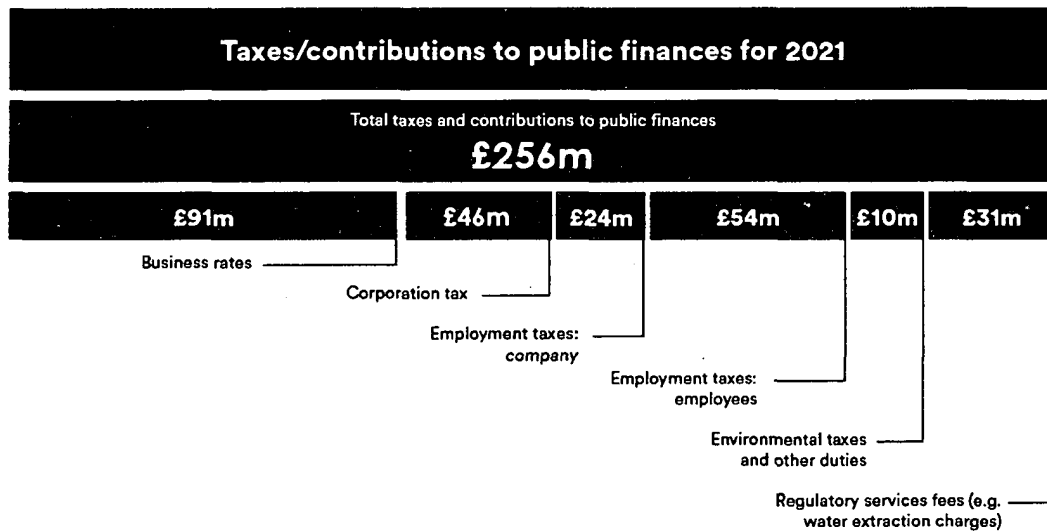 Taxes/contributions to public finances for 2021
Total taxes and contributions to public finances
£256m
£91m
£46m
£24m
£54m
£10m
£31m
Business rates
Corporation tax
Employment taxes:
company
Employment taxes:
employees
Environmental taxes
and other duties
Regulatory services fees (e.g.
water extraction charges)